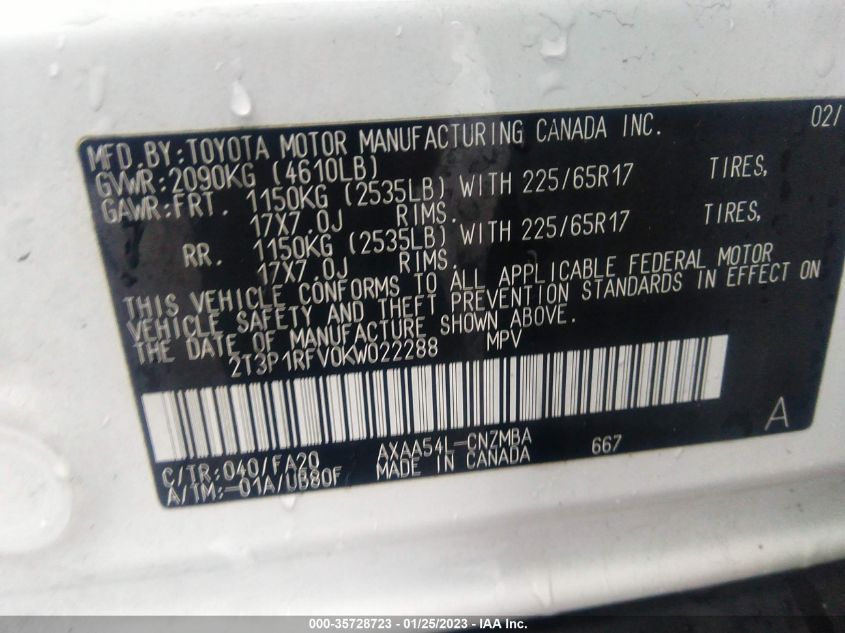 MFD.BY:TOYOTA MOTOR MANUFACTURING CANADA INC. 02/
GVWR:2090KG (4610LB)
GAWR:FRT. 1150KG (2535LB) WITH 225/65R17 TIRES,
17X7.0J RIMS.
RR. 1150KG (2535LB) WITH 225/65R17 TIRES,
17X7.0J RIMS.
THIS VEHICLE CONFORMS TO ALL APPLICABLE FEDERAL MOTOR
VEHICLE SAFETY AND THEFT PREVENTION STANDARDS IN EFFECT ON
THE DATE OF MANUFACTURE SHOWN ABOVE.
2T3P1RFV0KW022288 MPV
A
C/TR:040/FA20 AXAA54L-CNZMBA 667
A/TM:-01A/UB80F MADE IN CANADA
000-35728723 — 01/25/2023 - IAA Inc.